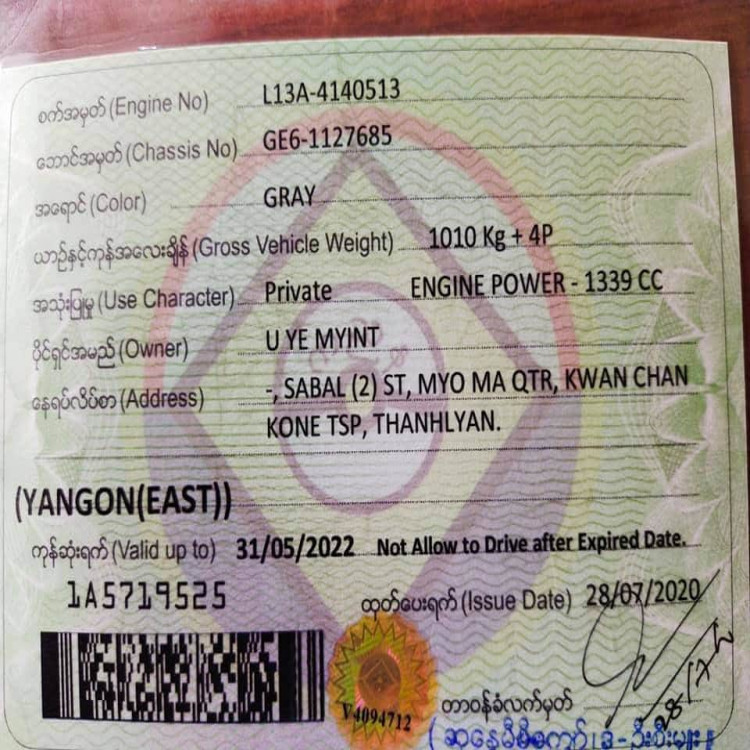 စက်အမှတ် (Engine No) L13A-4140513
ဘောင်အမှတ် (Chassis No) GE6-1127685
အရောင် (Color) GRAY
ယာဉ်နှင့်ကုန်အလေးချိန် (Gross Vehicle Weight) 1010 Kg + 4P
အသုံးပြုမှု (Use Character) Private ENGINE POWER - 1339 CC
ပိုင်ရှင်အမည် (Owner) U YE MYINT
နေရပ်လိပ်စာ (Address) -, SABAL (2) ST, MYO MA QTR, KWAN CHAN
KONE TSP, THANHLYAN.
(YANGON(EAST))
ကုန်ဆုံးရက် (Valid up to) 31/05/2022 Not Allow to Drive after Expired Date.
1A5719525
ထုတ်ပေးရက် (Issue Date) 28/07/2020
V4094712
တာဝန်ခံလက်မှတ်
28/7/